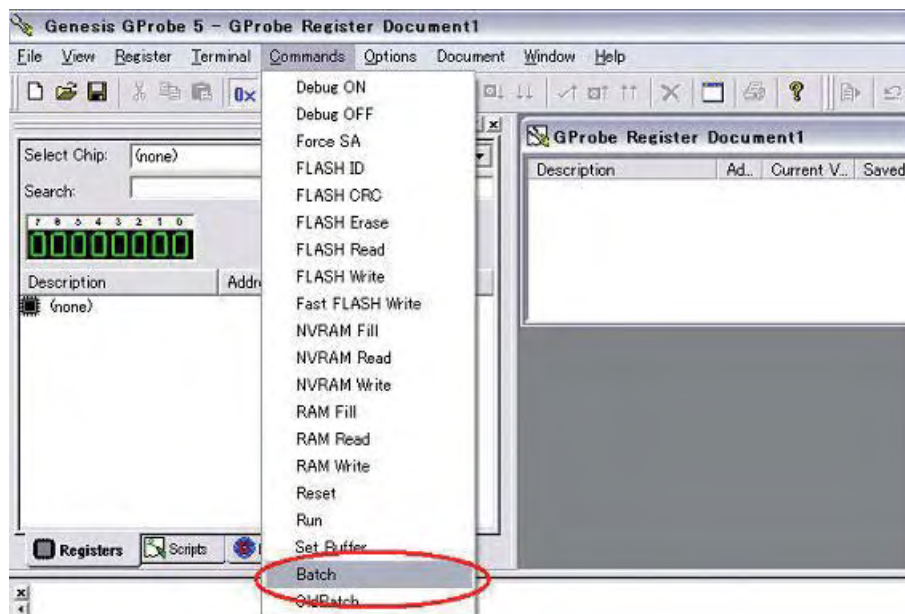 Genesis GProbe 5 - GProbe Register Document1
File View Register Terminal Commands Options Document Window Help
0x
Select Chip: (none)
Search:
7 6 5 4 3 2 1 0
00000000
Description Addr
(none)
Registers Scripts
Debug ON
Debug OFF
Force SA
FLASH ID
FLASH CRC
FLASH Erase
FLASH Read
FLASH Write
Fast FLASH Write
NVRAM Fill
NVRAM Read
NVRAM Write
RAM Fill
RAM Read
RAM Write
Reset
Run
Set Buffer
Batch
OldBatch
GProbe Register Document1
Description Ad.. Current V.. Saved